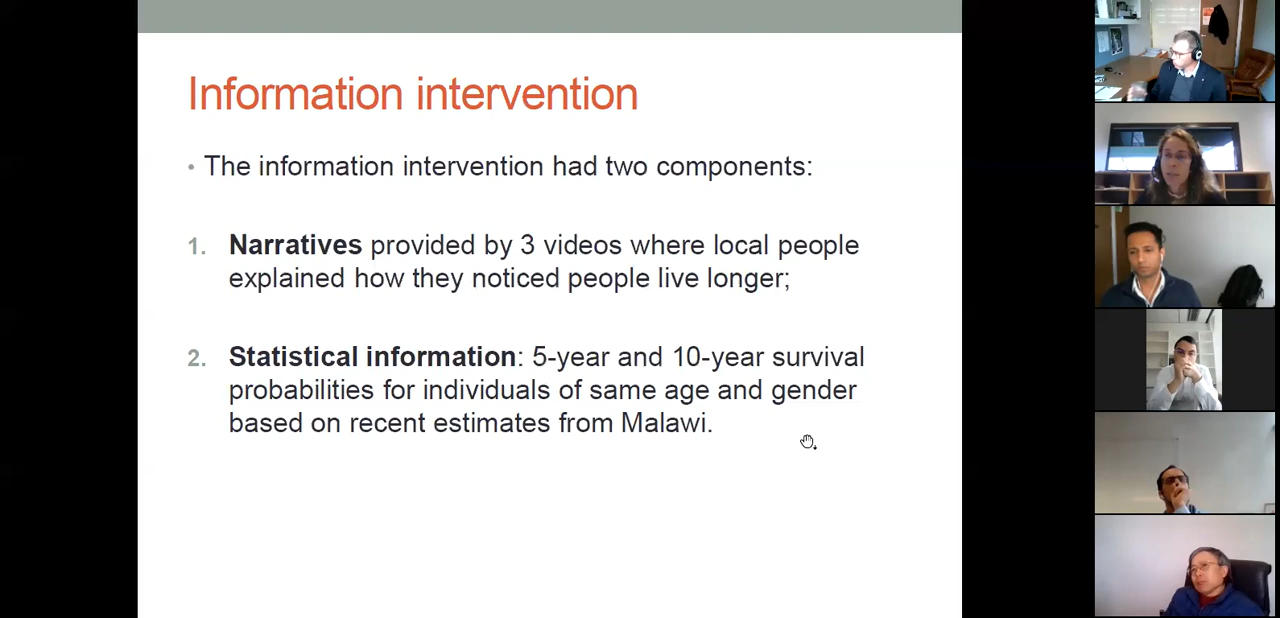 Information intervention
• The information intervention had two components:
1. Narratives provided by 3 videos where local people
explained how they noticed people live longer;
2. Statistical information: 5-year and 10-year survival
probabilities for individuals of same age and gender
based on recent estimates from Malawi.